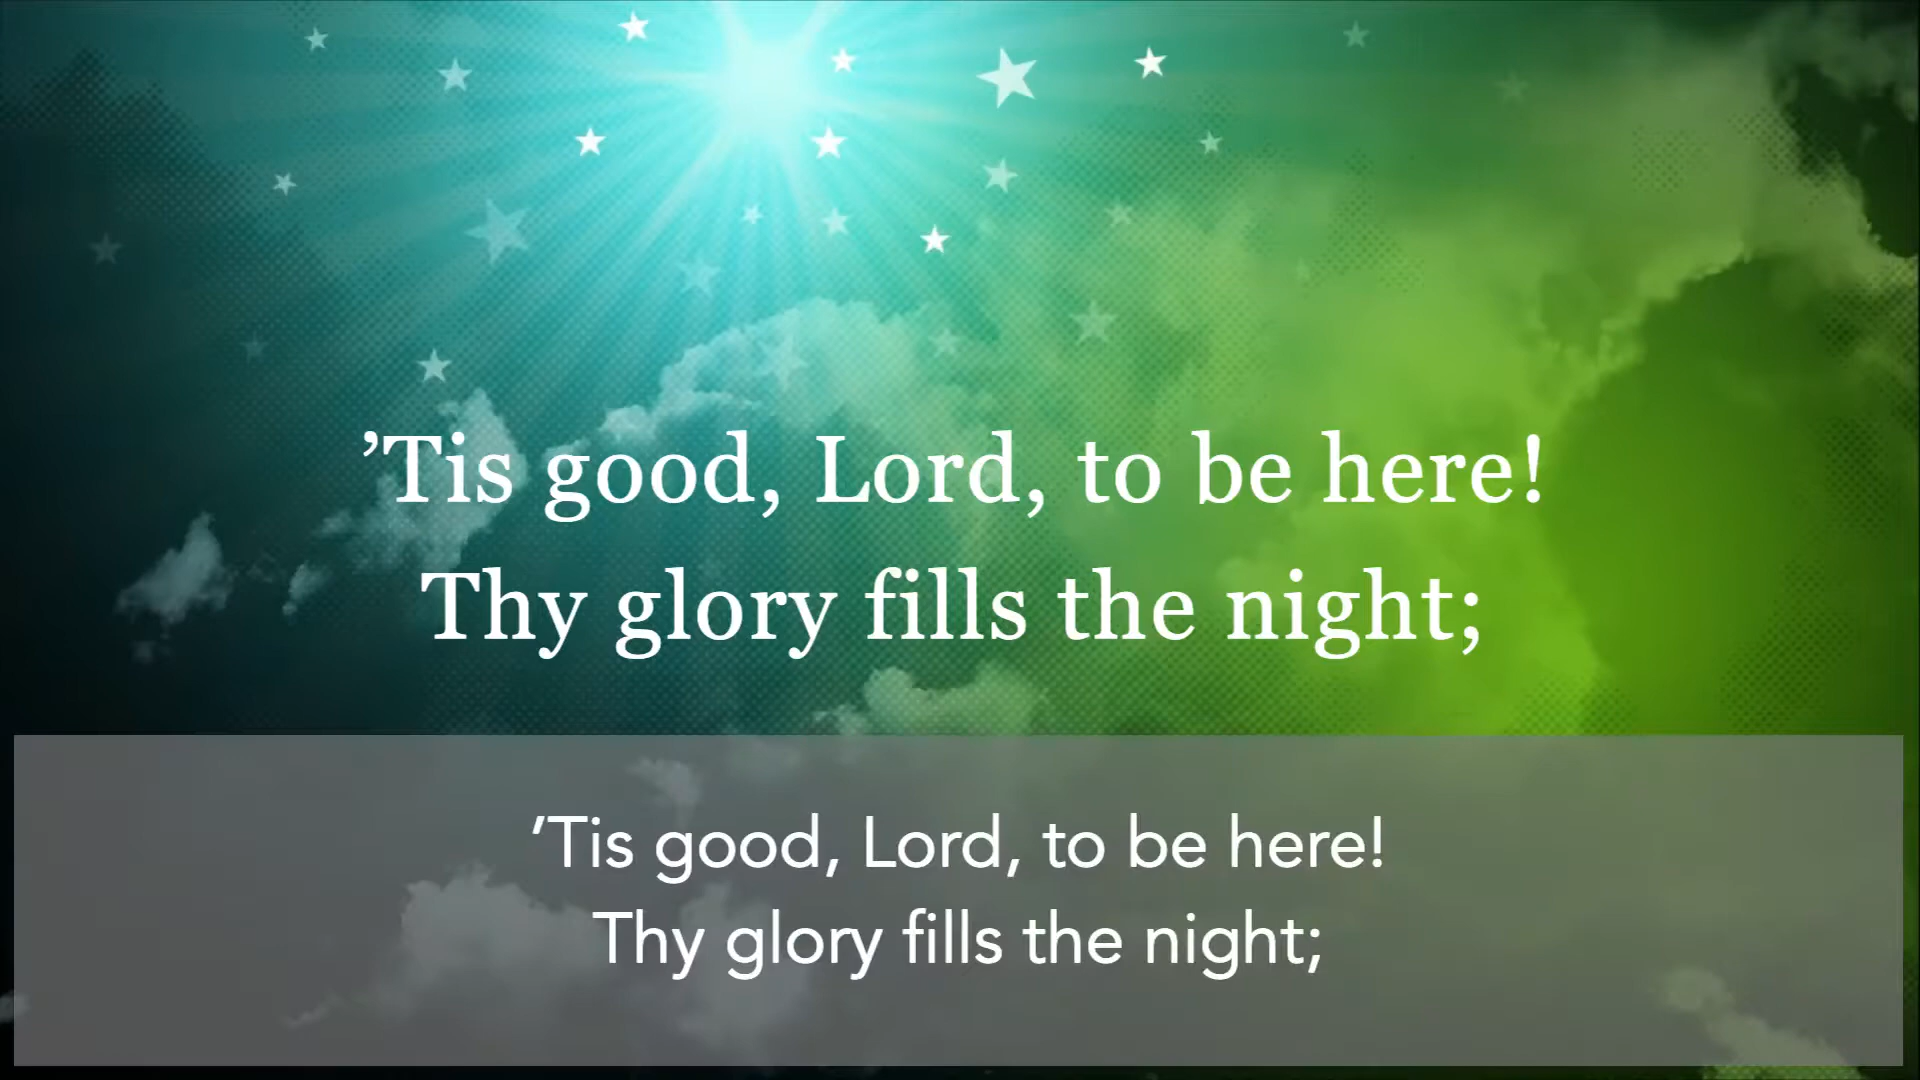 ’Tis good, Lord, to be here!
Thy glory fills the night;
’Tis good, Lord, to be here!
Thy glory fills the night;